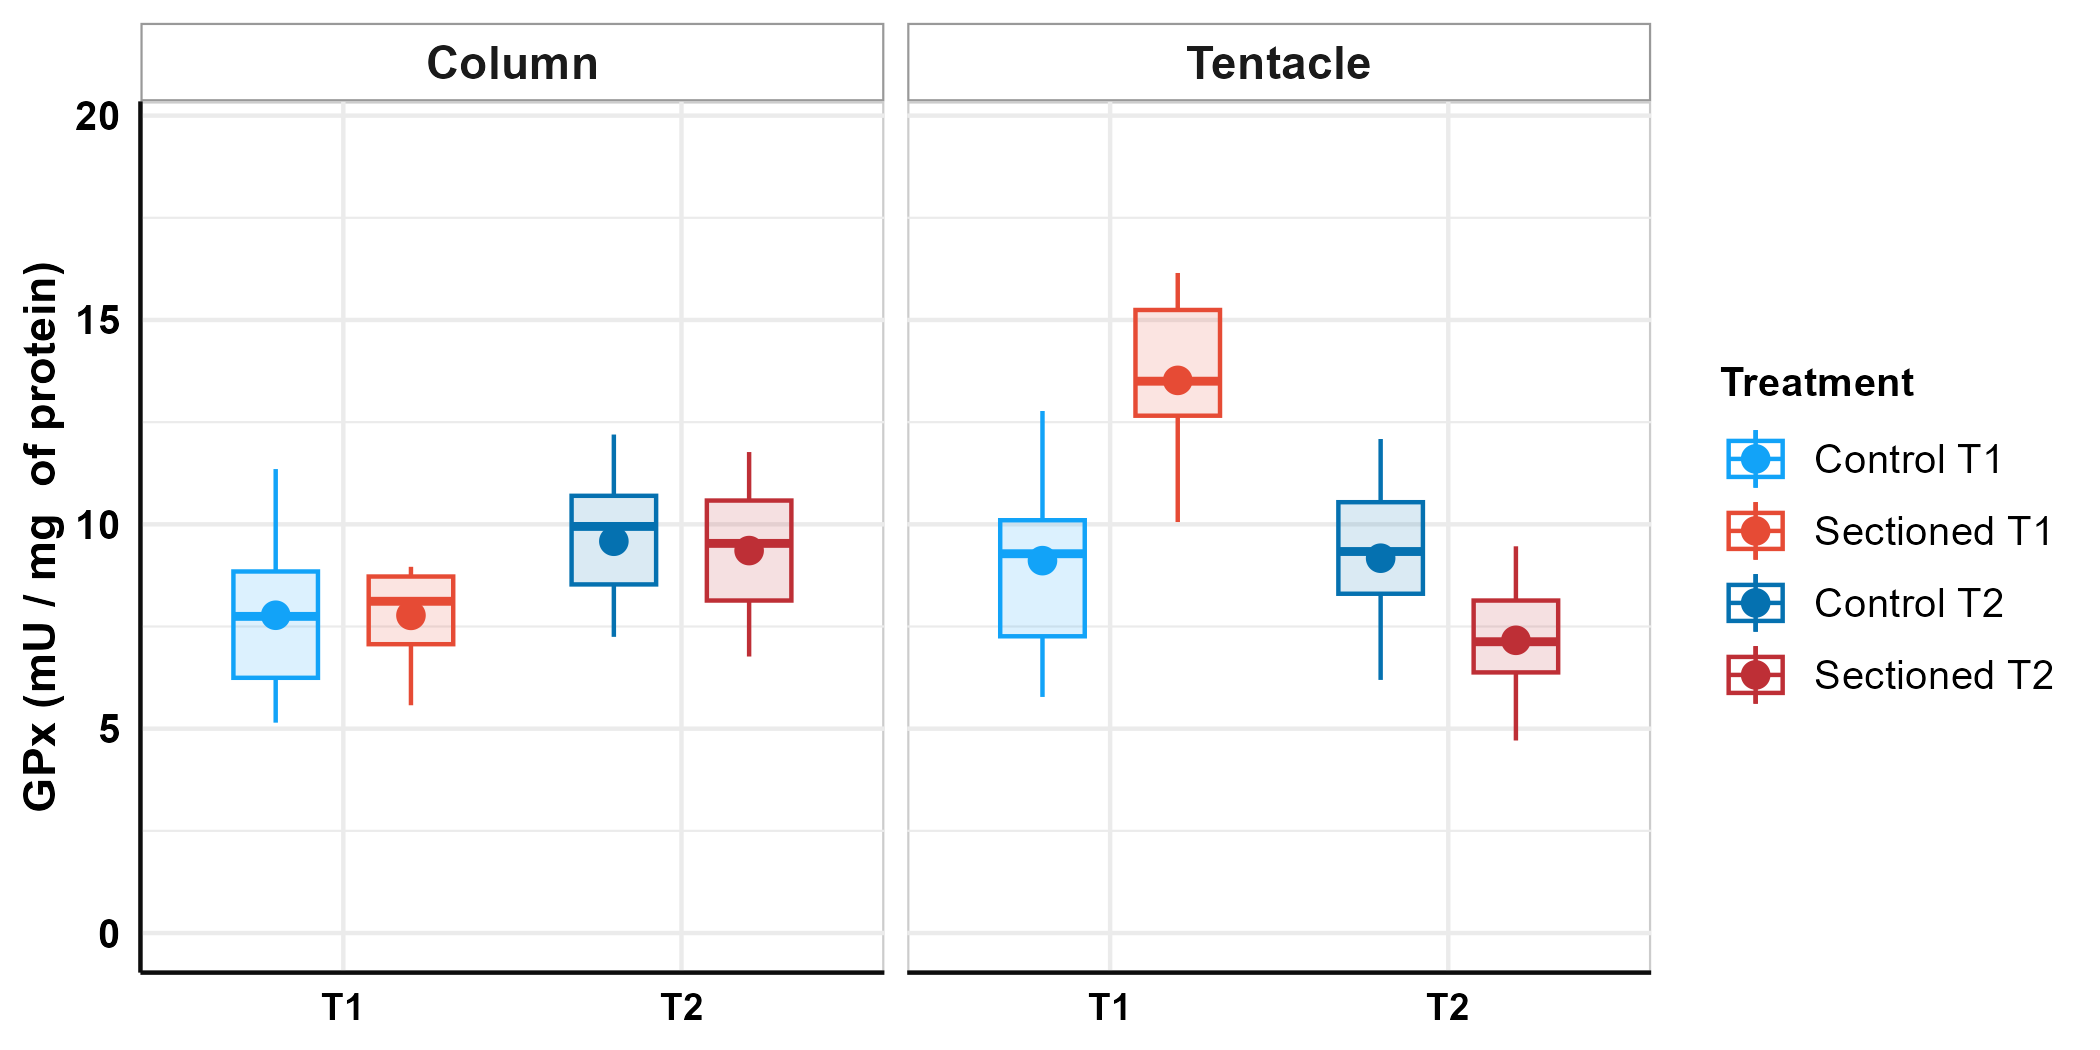 Column
Tentacle
GPx (mU / mg  of protein)
20
15
10
5
0
T1
T2
T1
T2
Treatment
Control T1
Sectioned T1
Control T2
Sectioned T2